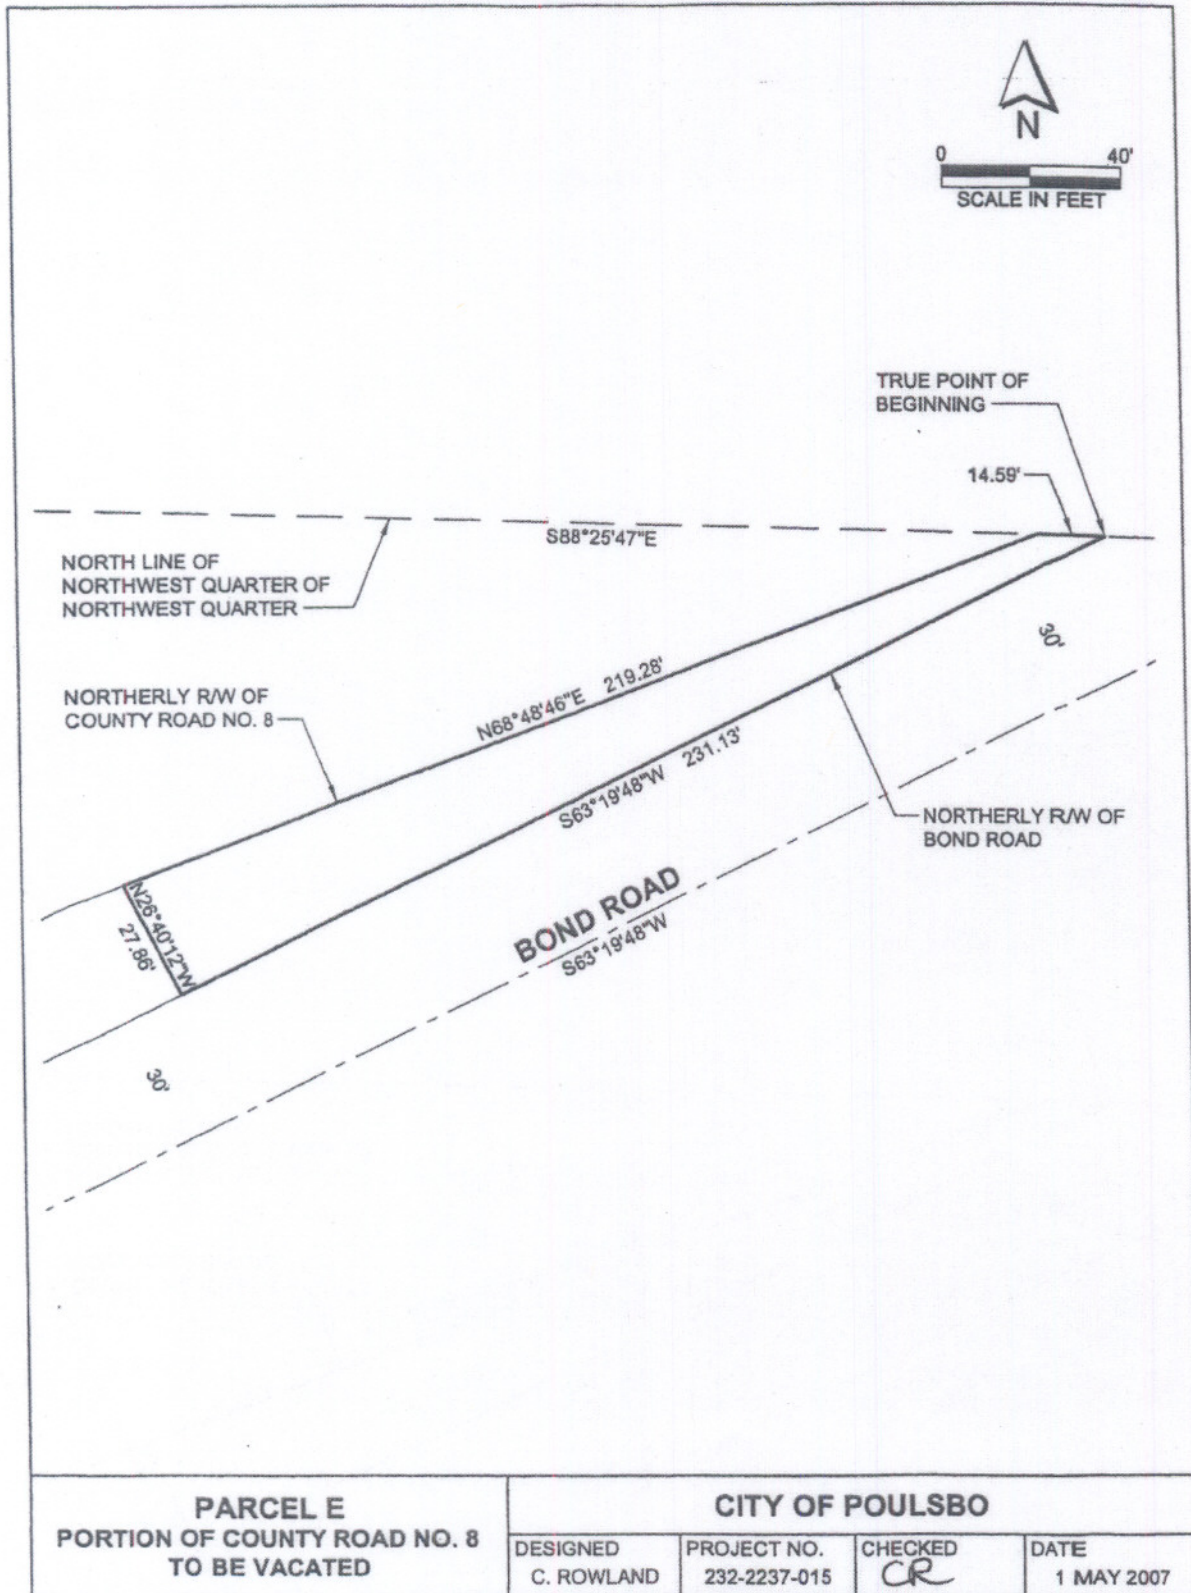 N
0 40'
SCALE IN FEET
TRUE POINT OF
BEGINNING
14.59'
S88°25'47"E
NORTH LINE OF
NORTHWEST QUARTER OF
NORTHWEST QUARTER
30'
NORTHERLY R/W OF
COUNTY ROAD NO. 8
N68°48'46"E 219.28'
S63°19'48"W 231.13'
NORTHERLY R/W OF
BOND ROAD
N26°40'12"W
27.86'
BOND ROAD
S63°19'48"W
30'
PARCEL E
PORTION OF COUNTY ROAD NO. 8
TO BE VACATED
CITY OF POULSBO
DESIGNED
C. ROWLAND
PROJECT NO.
232-2237-015
CHECKED
CR
DATE
1 MAY 2007